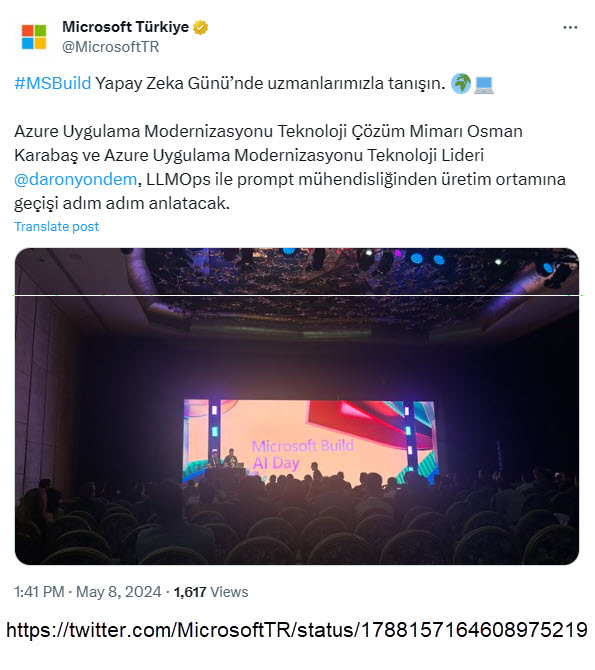 Microsoft Türkiye
@MicrosoftTR
#MSBuild Yapay Zeka Günü’nde uzmanlarımızla tanışın.
Azure Uygulama Modernizasyonu Teknoloji Çözüm Mimarı Osman
Karabaş ve Azure Uygulama Modernizasyonu Teknoloji Lideri
@daronyondem, LLMOps ile prompt mühendisliğinden üretim ortamına
geçişi adım adım anlatacak.
Translate post
Microsoft Build
AI Day
1:41 PM · May 8, 2024 · 1,617 Views
https://twitter.com/MicrosoftTR/status/1788157164608975219